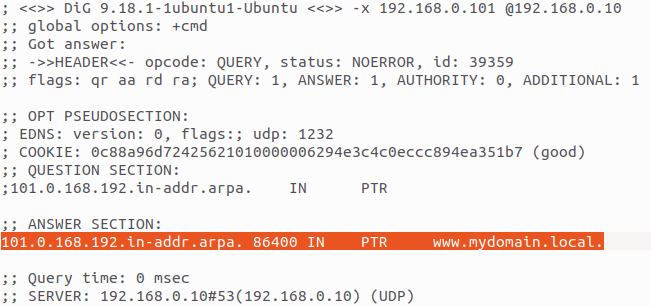 ; <<>> DiG 9.18.1-1ubuntu1-Ubuntu <<>> -x 192.168.0.101 @192.168.0.10
;; global options: +cmd
;; Got answer:
;; ->>HEADER<<- opcode: QUERY, status: NOERROR, id: 39359
;; flags: qr aa rd ra; QUERY: 1, ANSWER: 1, AUTHORITY: 0, ADDITIONAL: 1
;; OPT PSEUDOSECTION:
; EDNS: version: 0, flags:; udp: 1232
; COOKIE: 0c88a96d72425621010000006294e3c4c0eccc894ea351b7 (good)
;; QUESTION SECTION:
;101.0.168.192.in-addr.arpa. IN PTR
;; ANSWER SECTION:
101.0.168.192.in-addr.arpa. 86400 IN PTR www.mydomain.local.
;; Query time: 0 msec
;; SERVER: 192.168.0.10#53(192.168.0.10) (UDP)